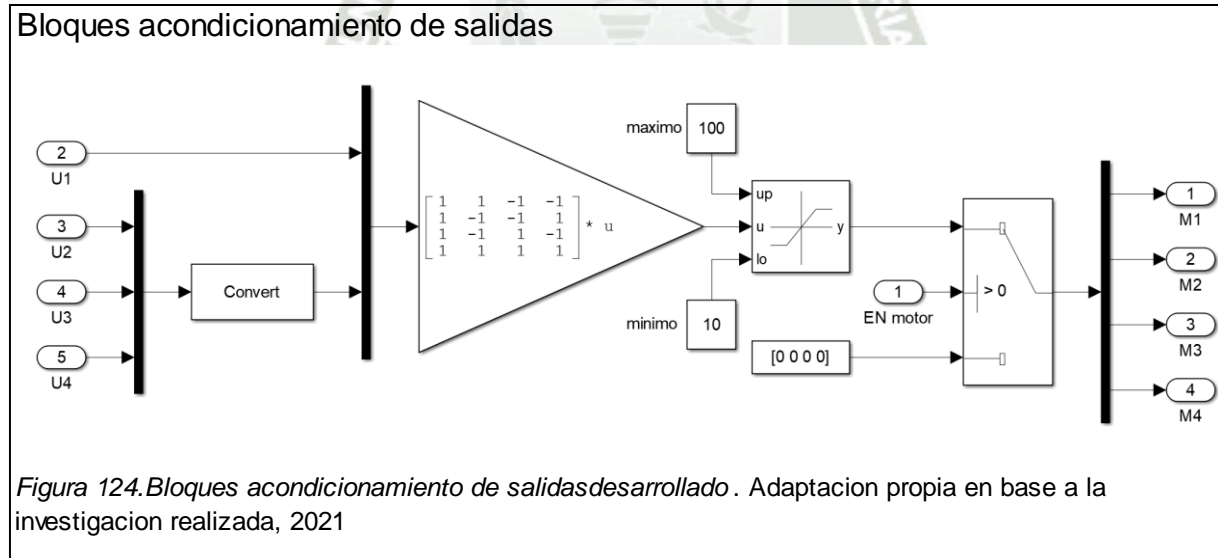 Bloques acondicionamiento de salidas
2
U1
3
U2
4
U3
5
U4
Convert
1 1 -1 -1
1 -1 -1 1
1 -1 1 -1
1 1 1 1
* u
maximo 100
up
u y
lo
minimo 10
1
EN motor
> 0
[0 0 0 0]
1
M1
2
M2
3
M3
4
M4
Figura 124.Bloques acondicionamiento de salidasdesarrollado . Adaptacion propia en base a la
investigacion realizada, 2021